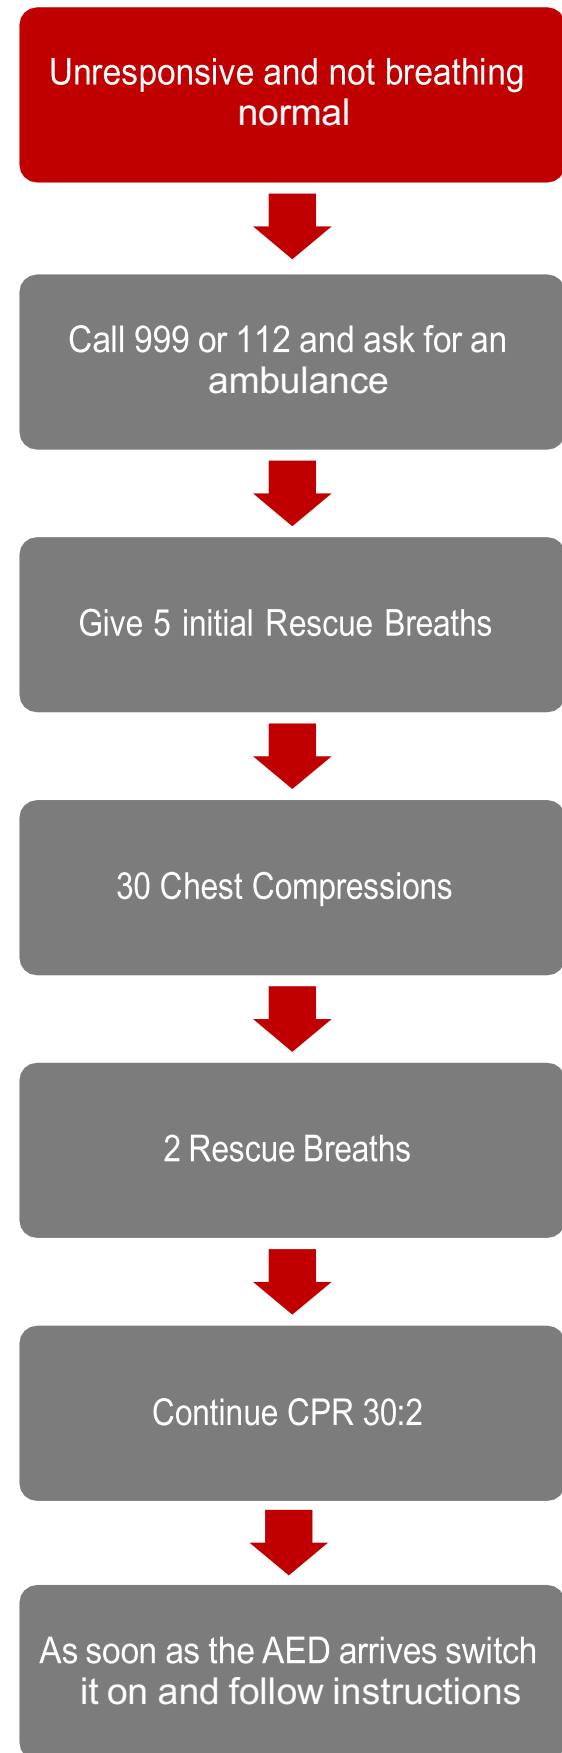 Unresponsive and not breathing
normal
Call 999 or 112 and ask for an
ambulance
Give 5 initial Rescue Breaths
30 Chest Compressions
2 Rescue Breaths
Continue CPR 30:2
As soon as the AED arrives switch
it on and follow instructions